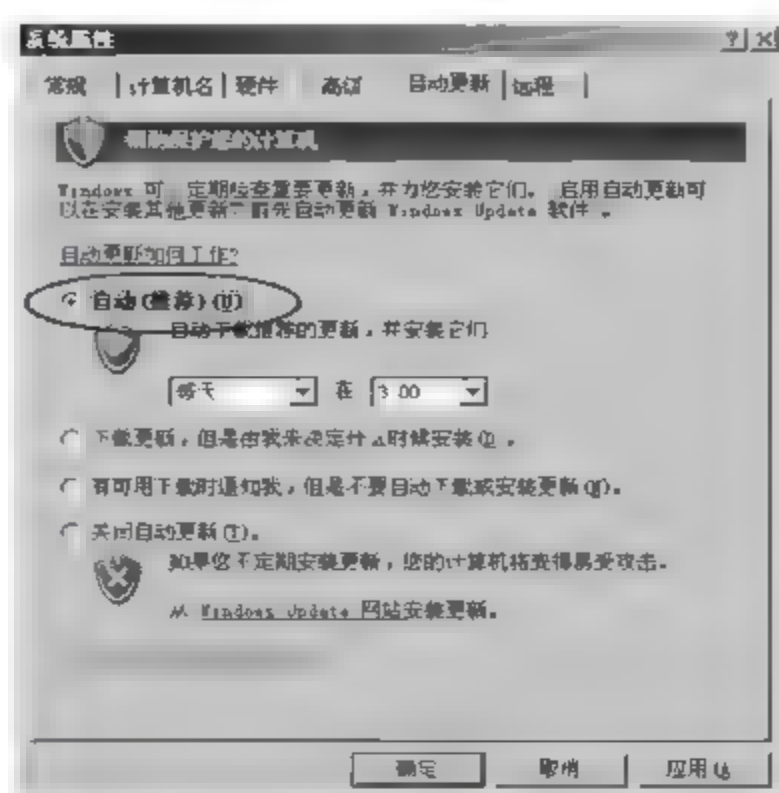 系统属性
常规 计算机名 硬件 高级 自动更新 远程
帮助保护您的计算机
Windows 可 定期检查重要更新，并为您安装它们。 启用自动更新可
以在安装其他更新之前先自动更新 Windows Update 软件 。
自动更新如何工作?
自动(推荐)(U)
自动下载推荐的更新，并安装它们
每天 在 3:00
下载更新，但是由我来决定什么时候安装(D) 。
有可用下载时通知我，但是不要自动下载或安装更新(N)。
关闭自动更新(T)。
如果您不定期安装更新，您的计算机将变得易受攻击。
从 Windows Update 网站安装更新。
确定 取消 应用(A